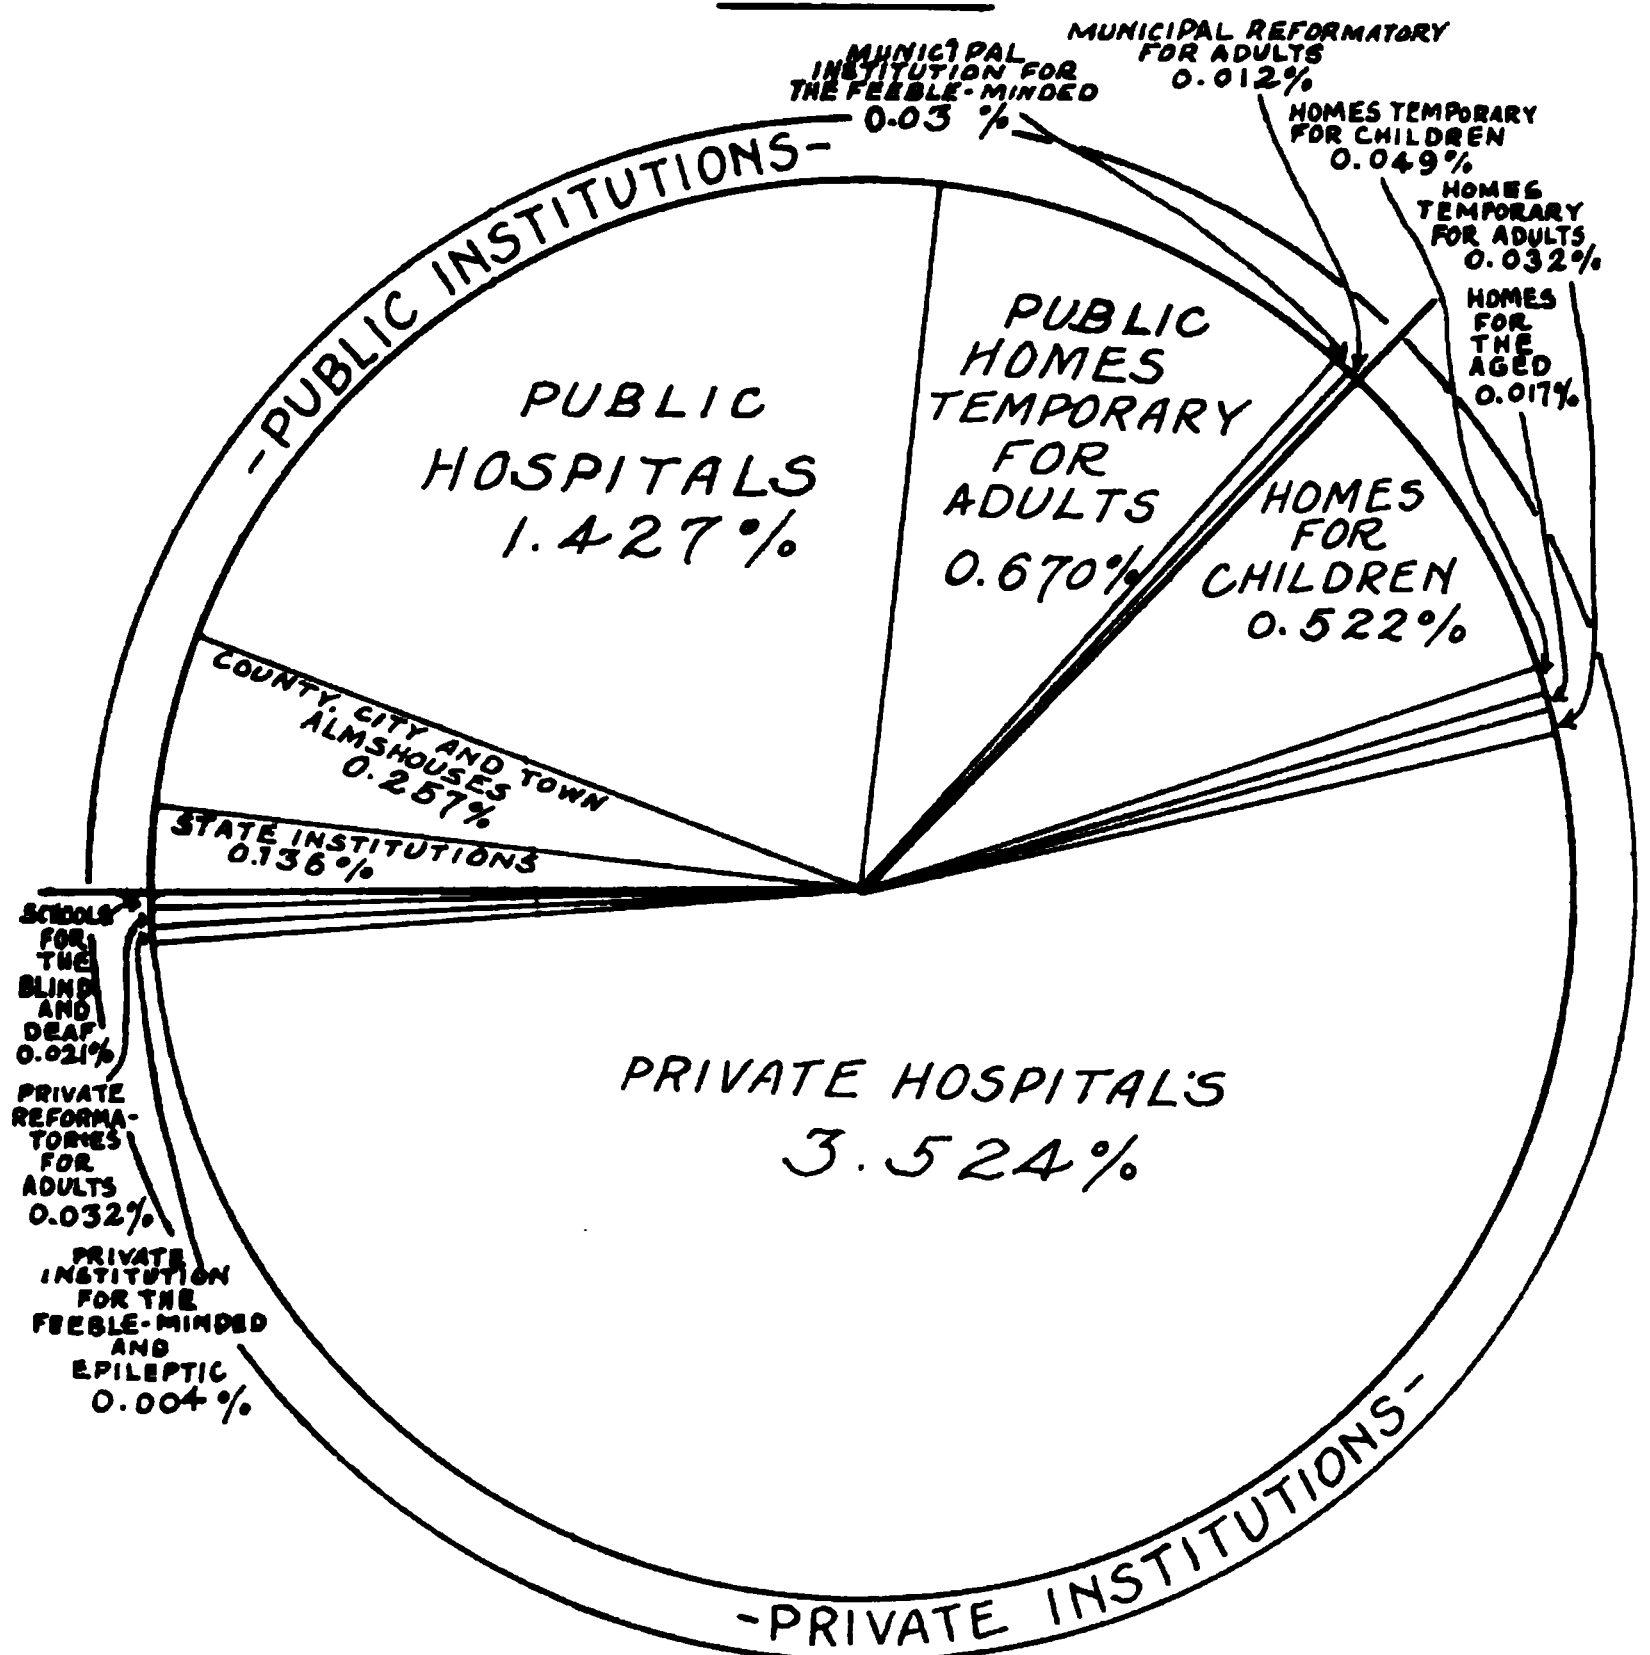 MUNICIPAL
INSTITUTION FOR
THE FEEBLE-MINDED
0.03 %
MUNICIPAL REFORMATORY
FOR ADULTS
0.012%
HOMES TEMPORARY
FOR CHILDREN
0.049%
HOMES
TEMPORARY
FOR ADULTS
0.032%
HOMES
FOR
THE
AGED
0.017%
-PUBLIC INSTITUTIONS-
PUBLIC
HOSPITALS
1.427%
PUBLIC
HOMES
TEMPORARY
FOR
ADULTS
0.670%
HOMES
FOR
CHILDREN
0.522%
COUNTY, CITY AND TOWN
ALMSHOUSES
0.257%
STATE INSTITUTIONS
0.136%
SCHOOLS
FOR
THE
BLIND
AND
DEAF
0.021%
PRIVATE
REFORMA-
TORIES
FOR
ADULTS
0.032%
PRIVATE
INSTITUTION
FOR THE
FEEBLE-MINDED
AND
EPILEPTIC
0.004%
PRIVATE HOSPITALS
3.524%
-PRIVATE INSTITUTIONS-